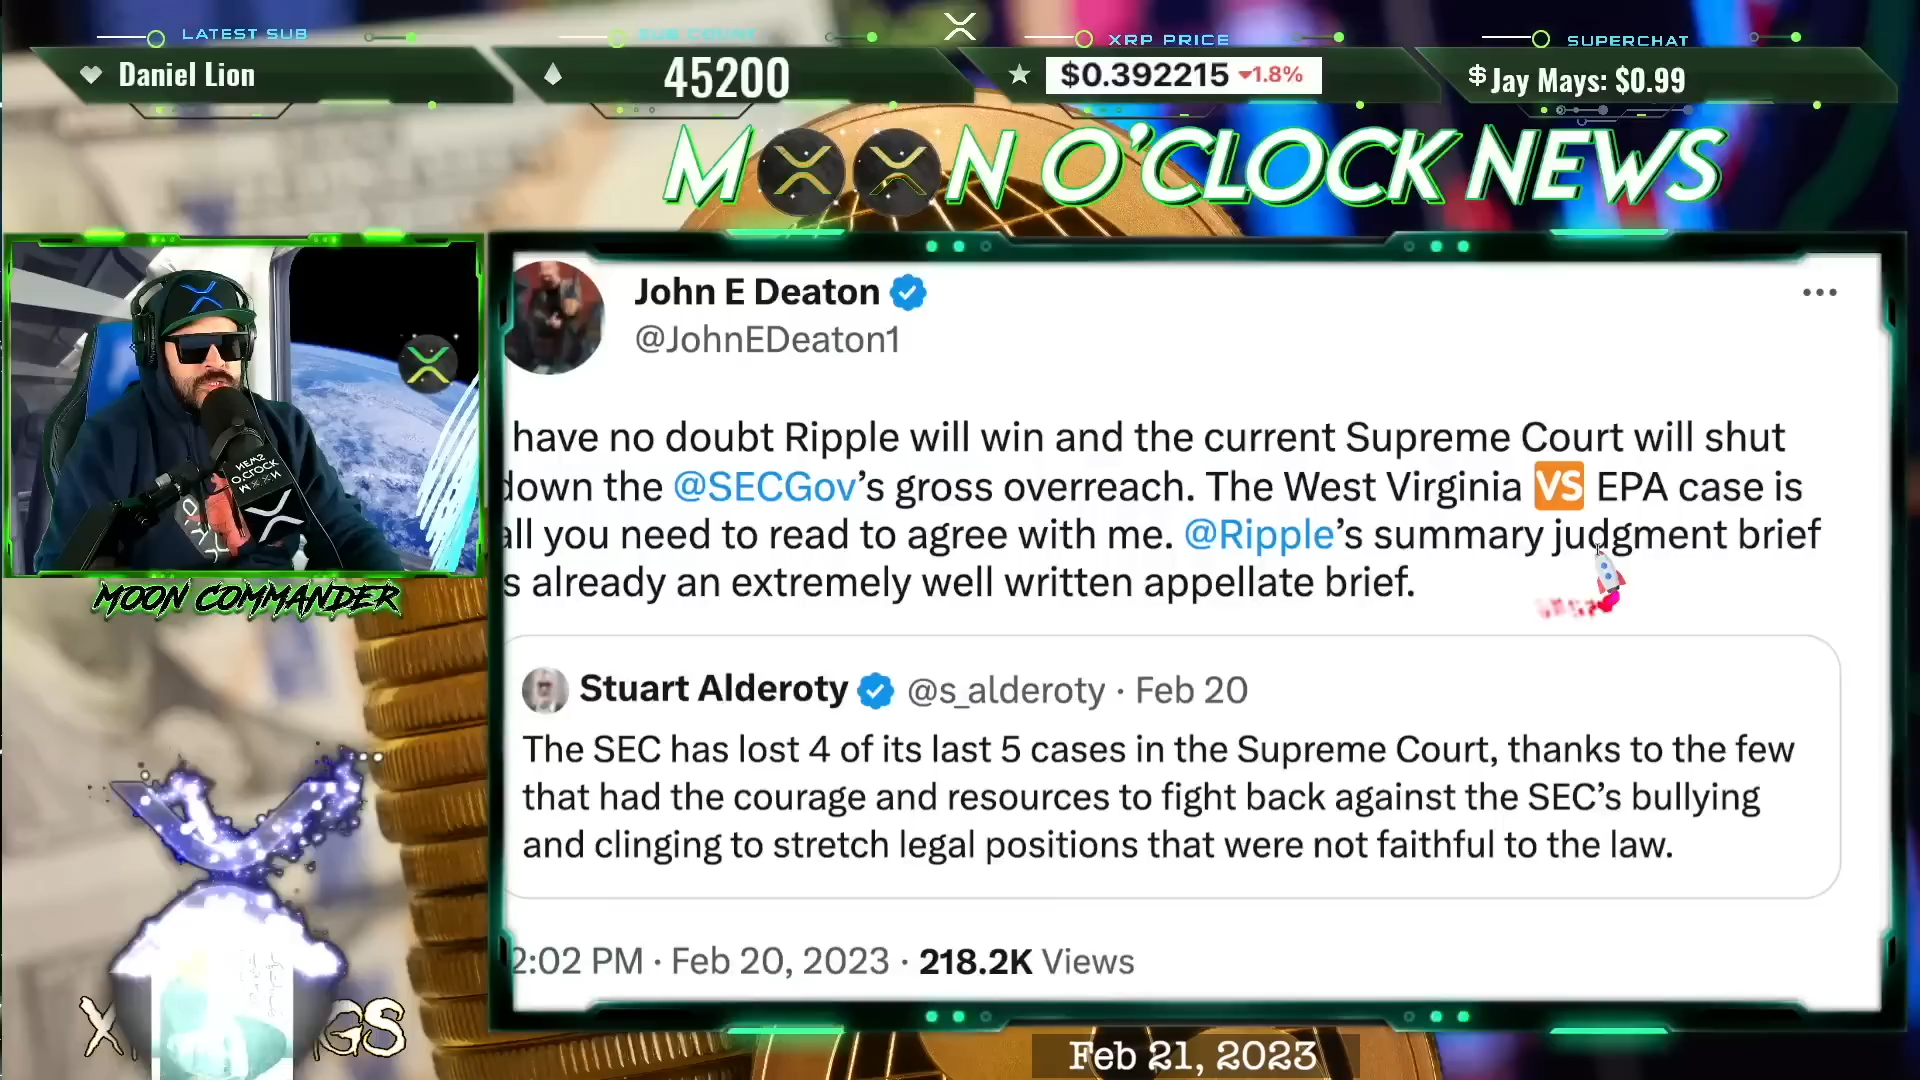 LATEST SUB
SUB COUNT
XRP PRICE
SUPERCHAT
Daniel Lion
45200
$0.392215 ▾1.8%
$ Jay Mays: $0.99
M N O'CLOCK NEWS
John E Deaton
@JohnEDeaton1
have no doubt Ripple will win and the current Supreme Court will shut
down the @SECGov's gross overreach. The West Virginia VS EPA case is
all you need to read to agree with me. @Ripple's summary judgment brief
s already an extremely well written appellate brief.
Stuart Alderoty @s_alderoty · Feb 20
The SEC has lost 4 of its last 5 cases in the Supreme Court, thanks to the few
that had the courage and resources to fight back against the SEC's bullying
and clinging to stretch legal positions that were not faithful to the law.
2:02 PM · Feb 20, 2023 · 218.2K Views
MOON COMMANDER
NEWS
O'CLOCK
Feb 21, 2023